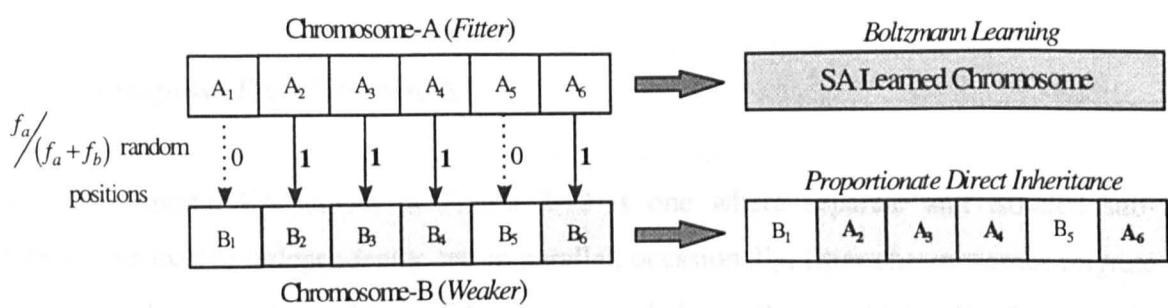 Chromosome-A (Fitter)
Boltzmann Learning
A₁ A₂ A₃ A₄ A₅ A₆
SA Learned Chromosome
fₐ/(fₐ + f_b) random
positions
0 1 1 1 0 1
Proportionate Direct Inheritance
B₁ B₂ B₃ B₄ B₅ B₆
B₁ A₂ A₃ A₄ B₅ A₆
Chromosome-B (Weaker)